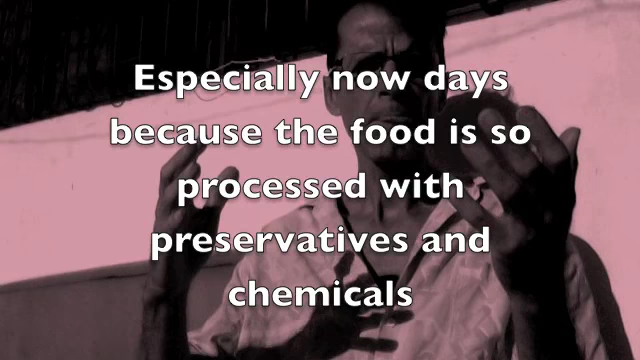 Especially now days
because the food is so
processed with
preservatives and
chemicals